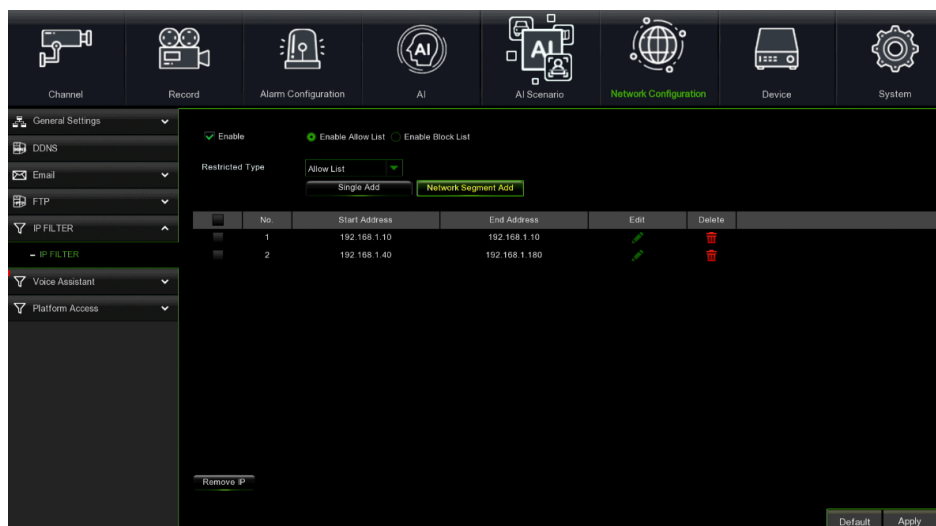 AI
AI
Channel
Record
Alarm Configuration
AI
AI Scenario
Network Configuration
Device
System
General Settings
DDNS
Email
FTP
IP FILTER
– IP FILTER
Voice Assistant
Platform Access
Enable
Enable Allow List
Enable Block List
Restricted Type
Allow List
Single Add
Network Segment Add
No. Start Address End Address Edit Delete
1 192.168.1.10 192.168.1.10
2 192.168.1.40 192.168.1.180
Remove IP
Default
Apply